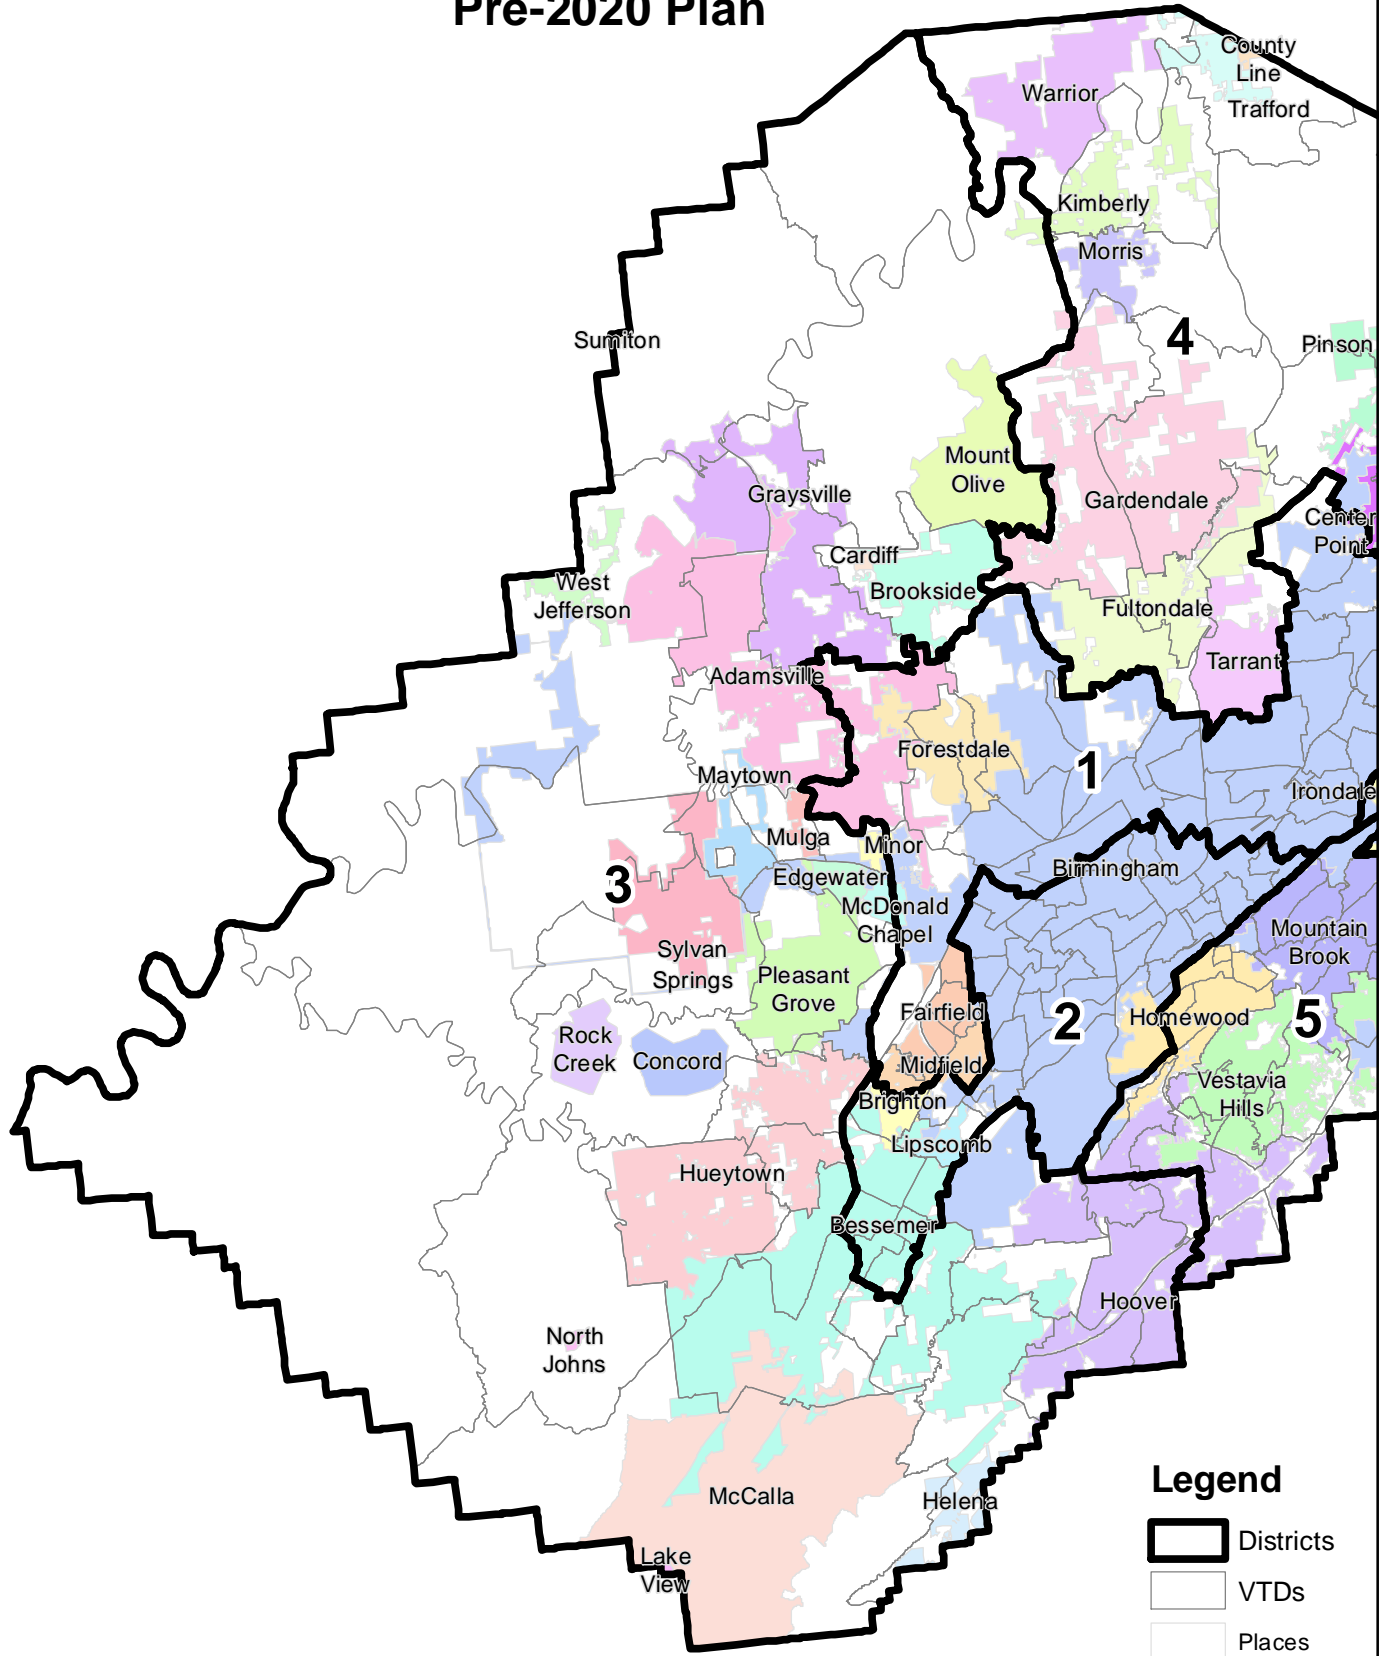 Pre-2020 Plan
County
Line
Warrior
Trafford
Kimberly
Morris
4
Sumiton
Pinson
Mount
Olive
Graysville
Gardendale
Center
Point
Cardiff
West
Jefferson
Brookside
Fultondale
Tarrant
Adamsville
Forestdale
1
Maytown
Irondale
Mulga
Minor
Birmingham
3
Edgewater
McDonald
Chapel
Mountain
Brook
Sylvan
Springs
Pleasant
Grove
Fairfield
2
Homewood
5
Rock
Creek
Concord
Midfield
Vestavia
Hills
Brighton
Lipscomb
Hueytown
Bessemer
Hoover
North
Johns
McCalla
Helena
Lake
View
Legend
Districts
VTDs
Places